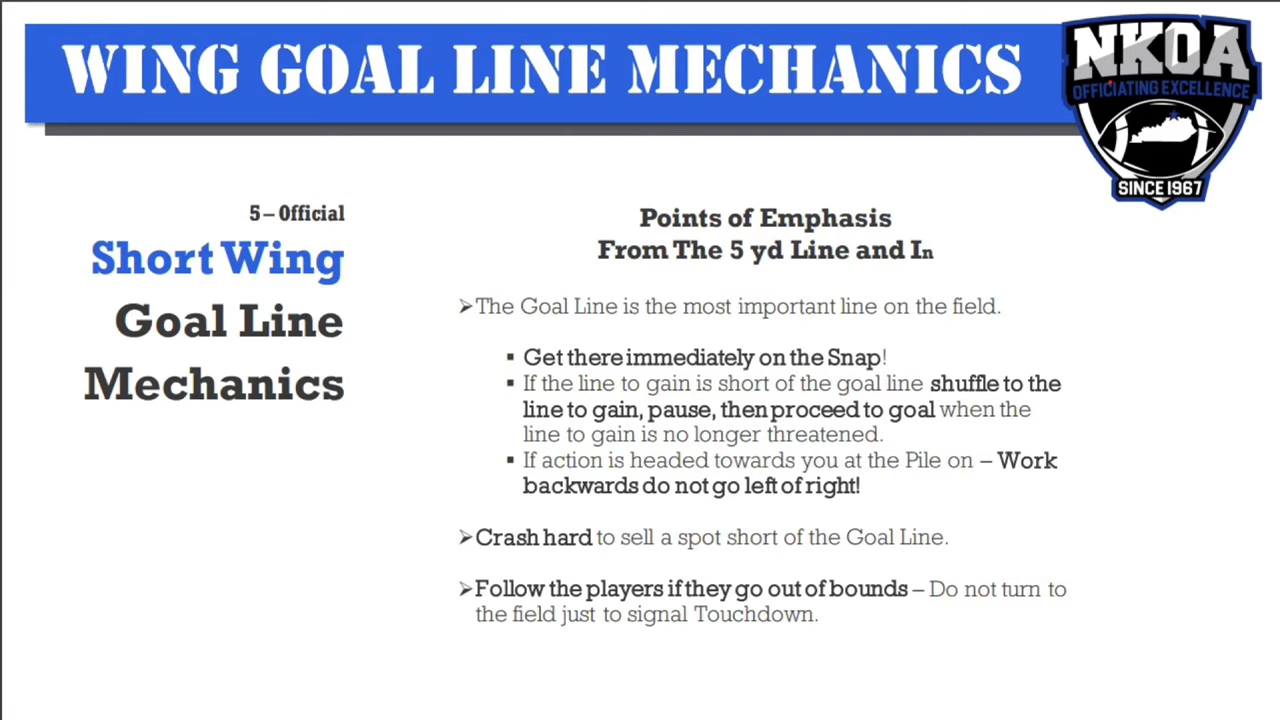 WING GOAL LINE MECHANICS
NKOA
OFFICIATING EXCELLENCE
SINCE 1967
5 – Official
Short Wing
Goal Line
Mechanics
Points of Emphasis
From The 5 yd Line and In
➢The Goal Line is the most important line on the field.
▪ Get there immediately on the Snap!
▪ If the line to gain is short of the goal line shuffle to the
line to gain, pause, then proceed to goal when the
line to gain is no longer threatened.
▪ If action is headed towards you at the Pile on – Work
backwards do not go left of right!
➢Crash hard to sell a spot short of the Goal Line.
➢Follow the players if they go out of bounds – Do not turn to
the field just to signal Touchdown.